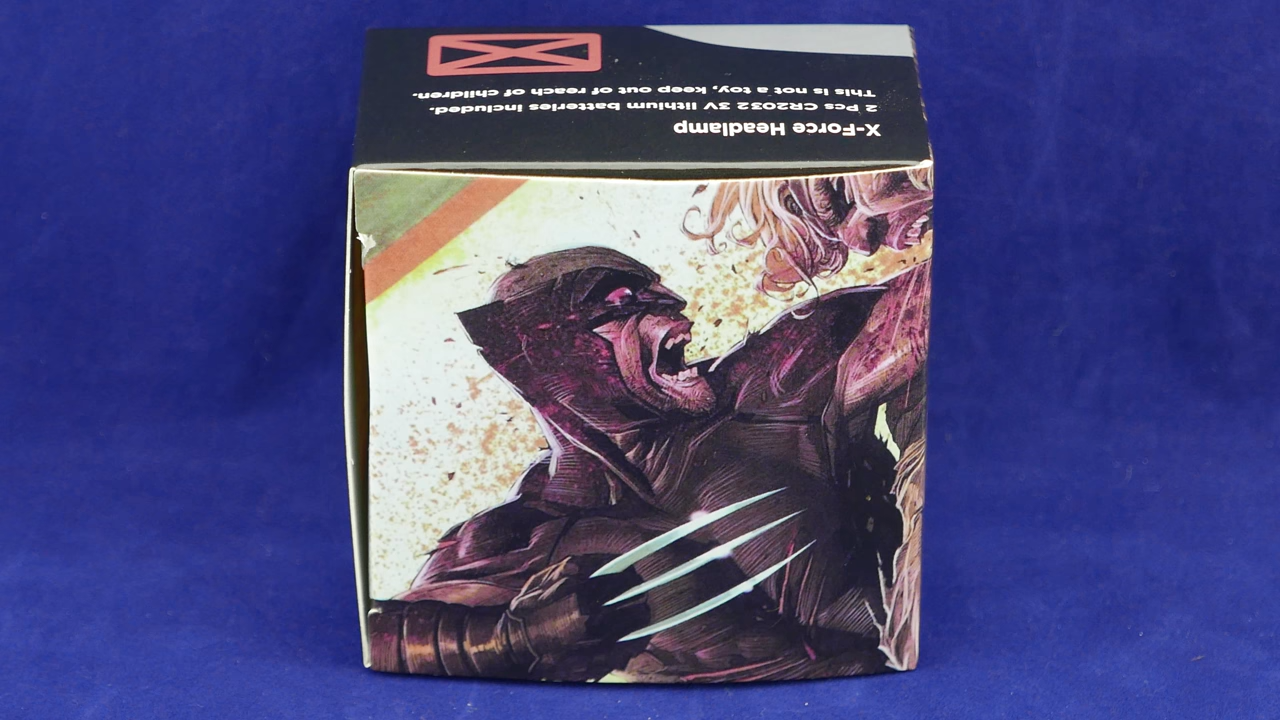 X-Force Headlamp
2 Pcs CR2032 3V lithium batteries included.
This is not a toy, keep out of reach of children.